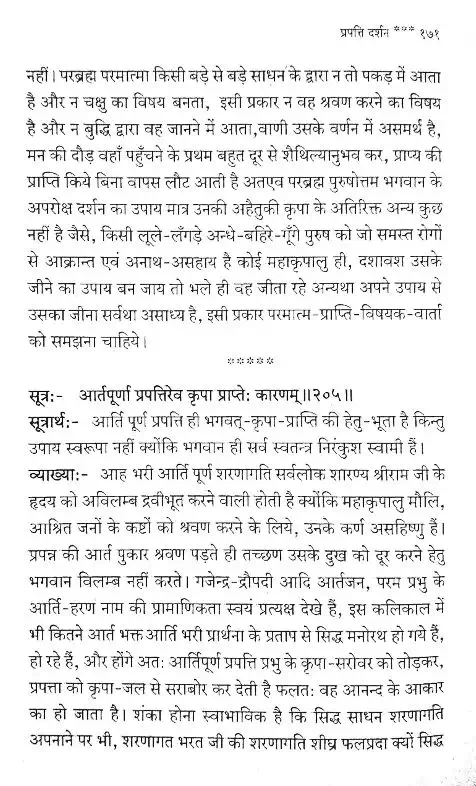 प्रपत्ति दर्शन *** १७१
नहीं। परब्रह्म परमात्मा किसी बड़े से बड़े साधन के द्वारा न तो पकड़ में आता
है और न चक्षु का विषय बनता, इसी प्रकार न वह श्रवण करने का विषय
है और न बुद्धि द्वारा वह जानने में आता,वाणी उसके वर्णन में असमर्थ है,
मन की दौड़ वहाँ पहुँचने के प्रथम बहुत दूर से शैथिल्यानुभव कर, प्राप्य की
प्राप्ति किये बिना वापस लौट आती है अतएव परब्रह्म पुरुषोत्तम भगवान के
अपरोक्ष दर्शन का उपाय मात्र उनकी अहैतुकी कृपा के अतिरिक्त अन्य कुछ
नहीं है जैसे, किसी लूले-लँगड़े अन्धे-बहिरे-गूँगे पुरुष को जो समस्त रोगों
से आक्रान्त एवं अनाथ-असहाय है कोई महाकृपालु ही, दशावश उसके
जीने का उपाय बन जाय तो भले ही वह जीता रहे अन्यथा अपने उपाय से
उसका जीना सर्वथा असाध्य है, इसी प्रकार परमात्म-प्राप्ति-विषयक-वार्ता
को समझना चाहिये।
*****
सूत्र:- आर्तपूर्णा प्रपत्तिरेव कृपा प्राप्ते: कारणम्॥२०५॥
सूत्रार्थ:- आर्ति पूर्ण प्रपत्ति ही भगवत्-कृपा-प्राप्ति की हेतु-भूता है किन्तु
उपाय स्वरूपा नहीं क्योंकि भगवान ही सर्व स्वतन्त्र निरंकुश स्वामी हैं।
व्याख्या:- आह भरी आर्ति पूर्ण शरणागति सर्वलोक शारण्य श्रीराम जी के
हृदय को अविलम्ब द्रवीभूत करने वाली होती है क्योंकि महाकृपालु मौलि,
आश्रित जनों के कष्टों को श्रवण करने के लिये, उनके कर्ण असहिष्णु हैं।
प्रपन्न की आर्त पुकार श्रवण पड़ते ही तच्छण उसके दुख को दूर करने हेतु
भगवान विलम्ब नहीं करते। गजेन्द्र-द्रौपदी आदि आर्तजन, परम प्रभु के
आर्ति-हरण नाम की प्रामाणिकता स्वयं प्रत्यक्ष देखे हैं, इस कलिकाल में
भी कितने आर्त भक्त आर्ति भरी प्रार्थना के प्रताप से सिद्ध मनोरथ हो गये हैं,
हो रहे हैं, और होंगे अत: आर्तिपूर्ण प्रपत्ति प्रभु के कृपा-सरोवर को तोड़कर,
प्रपत्ता को कृपा-जल से सराबोर कर देती है फलत: वह आनन्द के आकार
का हो जाता है। शंका होना स्वाभाविक है कि सिद्ध साधन शरणागति
अपनाने पर भी, शरणागत भरत जी की शरणागति शीघ्र फलप्रदा क्यों सिद्ध